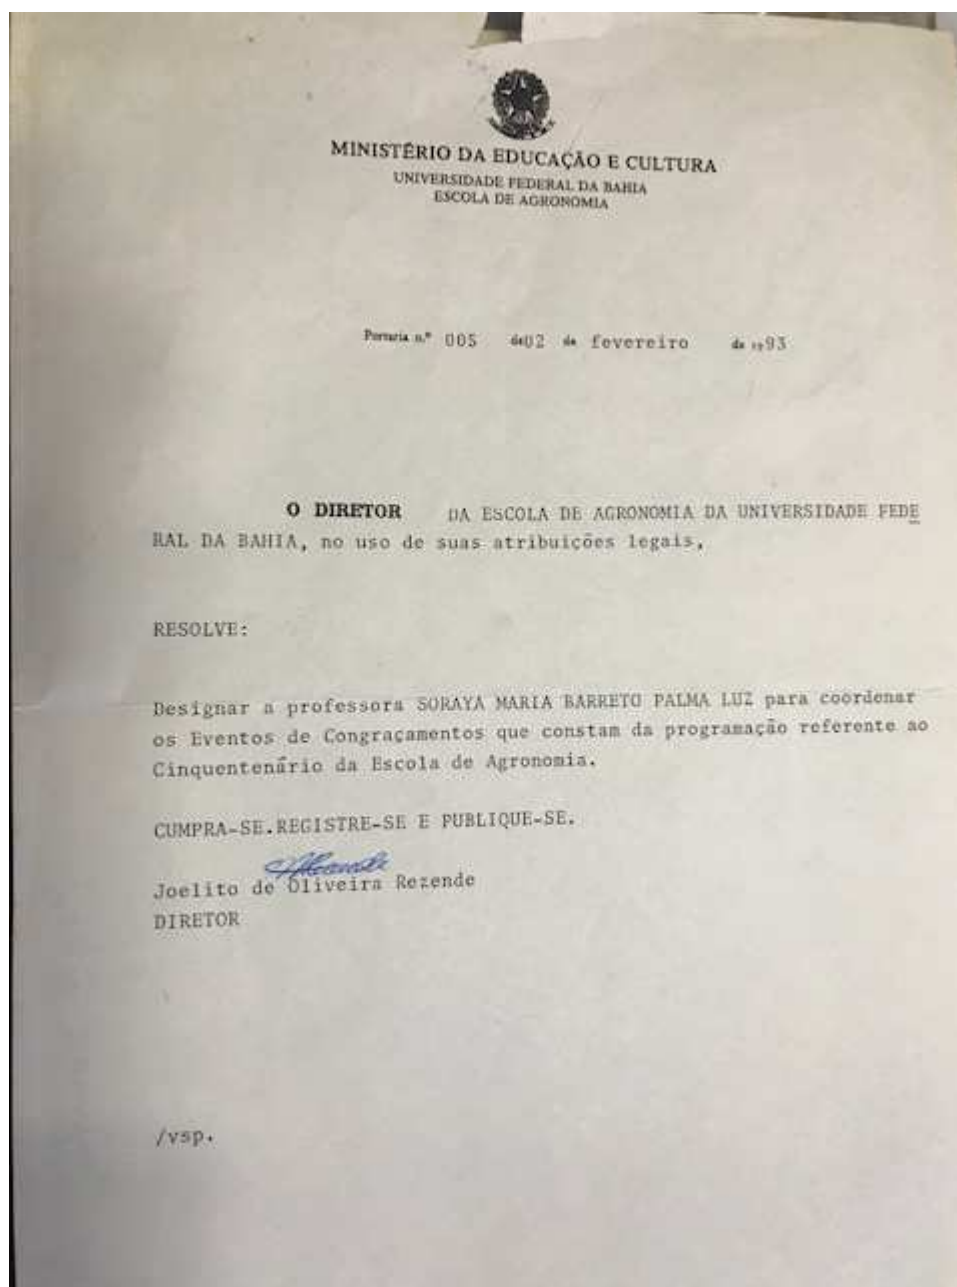 MINISTÉRIO DA EDUCAÇÃO E CULTURA
UNIVERSIDADE FEDERAL DA BAHIA
ESCOLA DE AGRONOMIA
Portaria n.º 005 de 02 de fevereiro de 1993
O DIRETOR DA ESCOLA DE AGRONOMIA DA UNIVERSIDADE FEDE
RAL DA BAHIA, no uso de suas atribuições legais,
RESOLVE:
Designar a professora SORAYA MARIA BARRETO PALMA LUZ para coordenar
os Eventos de Congraçamentos que constam da programação referente ao
Cinquentenário da Escola de Agronomia.
CUMPRA-SE.REGISTRE-SE E PUBLIQUE-SE.
Joelito de Oliveira Rezende
DIRETOR
/vsp.